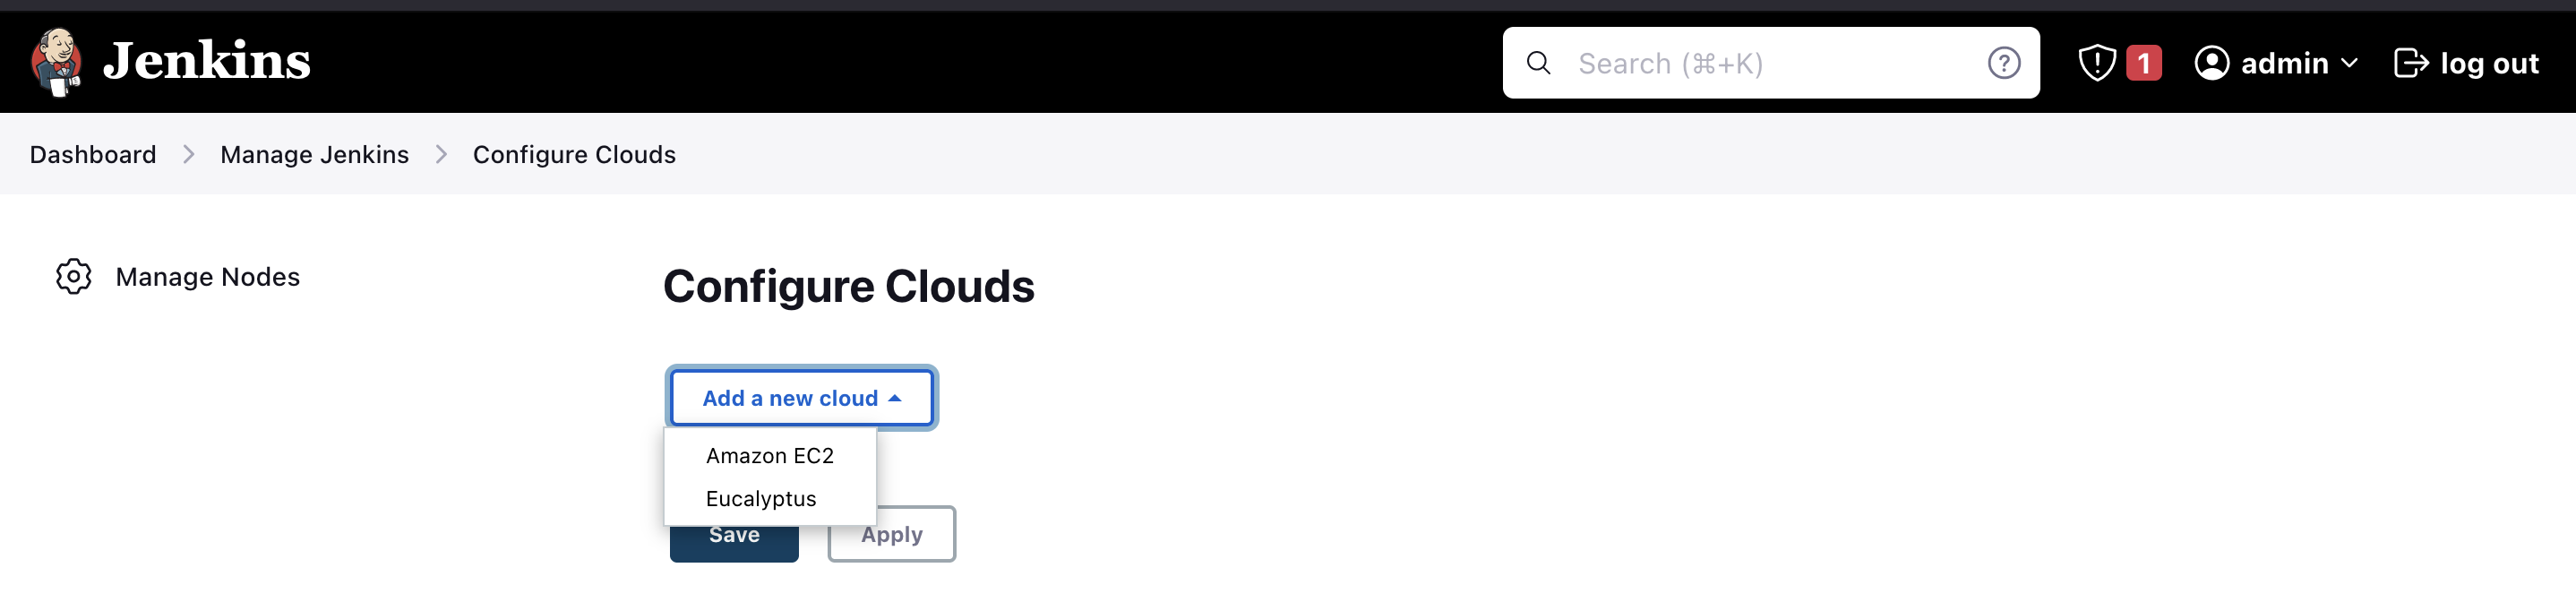 Jenkins
Search (⌘+K)
1
admin
log out
Dashboard
Manage Jenkins
Configure Clouds
Manage Nodes
Configure Clouds
Add a new cloud
Amazon EC2
Eucalyptus
Save
Apply